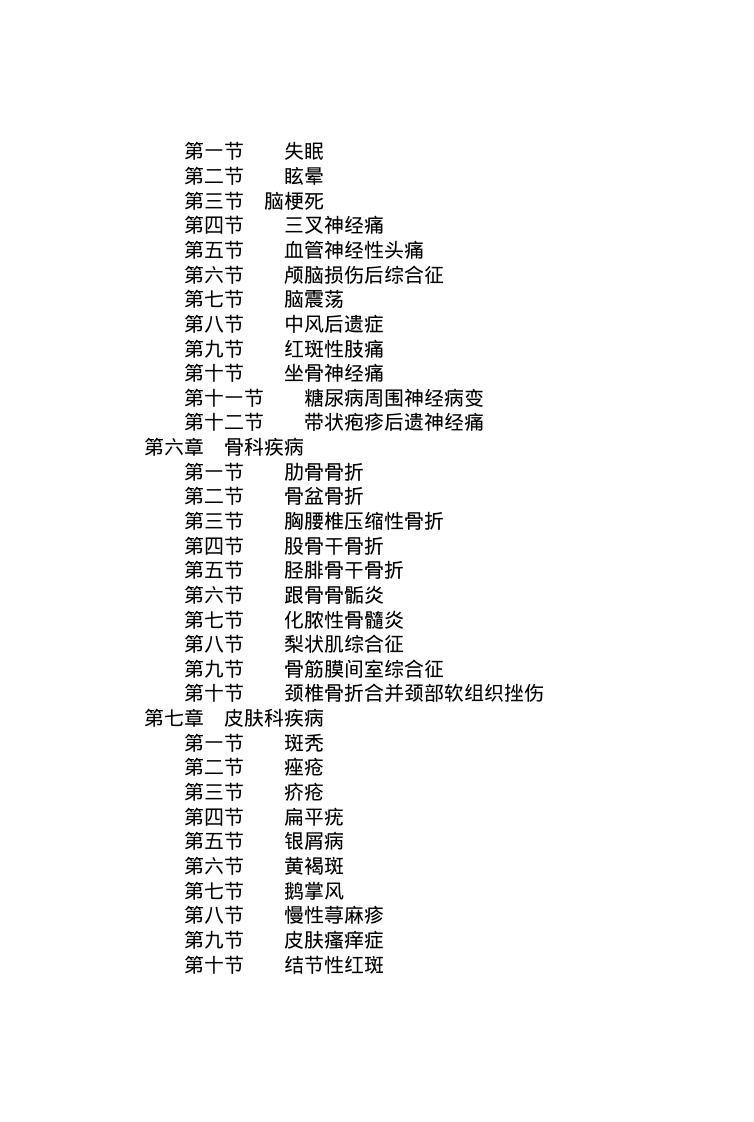 第一节　　失眠
第二节　　眩晕
第三节　脑梗死
第四节　　三叉神经痛
第五节　　血管神经性头痛
第六节　　颅脑损伤后综合征
第七节　　脑震荡
第八节　　中风后遗症
第九节　　红斑性肢痛
第十节　　坐骨神经痛
第十一节　　糖尿病周围神经病变
第十二节　　带状疱疹后遗神经痛
第六章　骨科疾病
第一节　　肋骨骨折
第二节　　骨盆骨折
第三节　　胸腰椎压缩性骨折
第四节　　股骨干骨折
第五节　　胫腓骨干骨折
第六节　　跟骨骨骺炎
第七节　　化脓性骨髓炎
第八节　　梨状肌综合征
第九节　　骨筋膜间室综合征
第十节　　颈椎骨折合并颈部软组织挫伤
第七章　皮肤科疾病
第一节　　斑秃
第二节　　痤疮
第三节　　疥疮
第四节　　扁平疣
第五节　　银屑病
第六节　　黄褐斑
第七节　　鹅掌风
第八节　　慢性荨麻疹
第九节　　皮肤瘙痒症
第十节　　结节性红斑